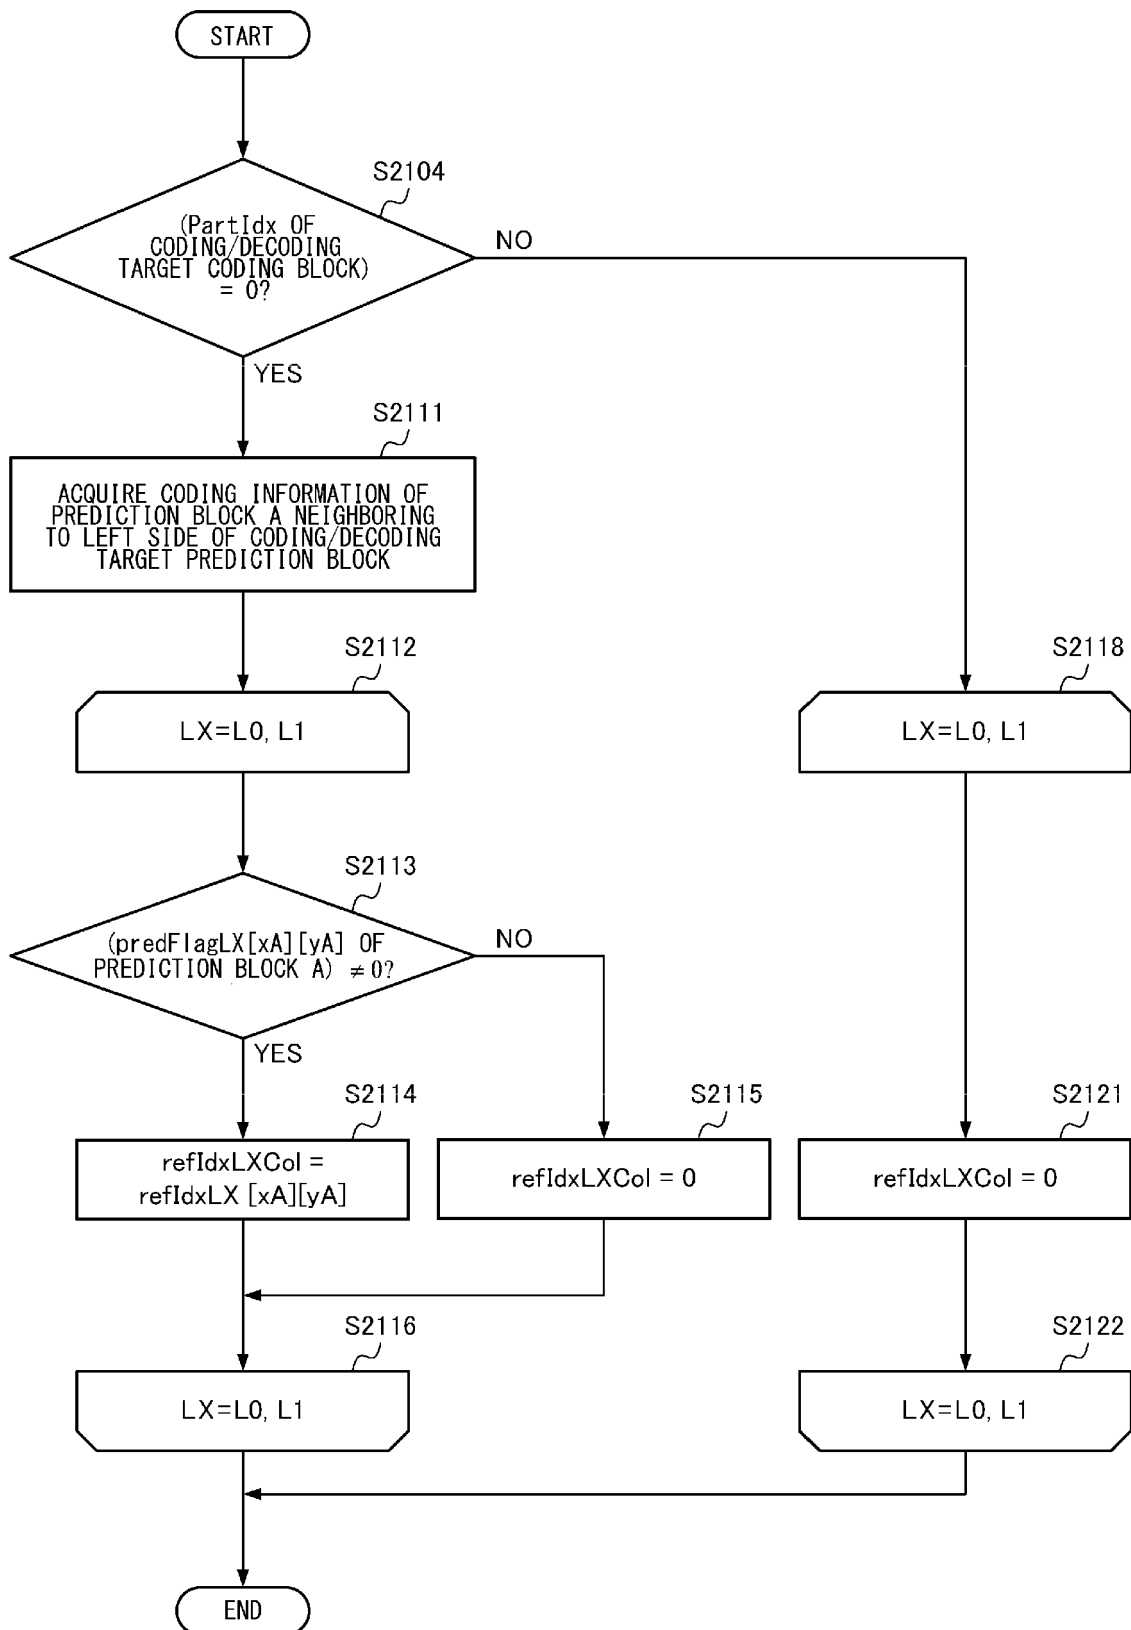 START
S2104
(PartIdx OF
CODING/DECODING
TARGET CODING BLOCK)
= 0?
NO
YES
S2111
ACQUIRE CODING INFORMATION OF
PREDICTION BLOCK A NEIGHBORING
TO LEFT SIDE OF CODING/DECODING
TARGET PREDICTION BLOCK
S2112
LX=L0, L1
S2118
LX=L0, L1
S2113
(predFlagLX[xA][yA] OF
PREDICTION BLOCK A) ≠0?
NO
YES
S2114
refIdxLXCol =
refIdxLX [xA][yA]
S2115
refIdxLXCol = 0
S2121
refIdxLXCol = 0
S2116
LX=L0, L1
S2122
LX=L0, L1
END